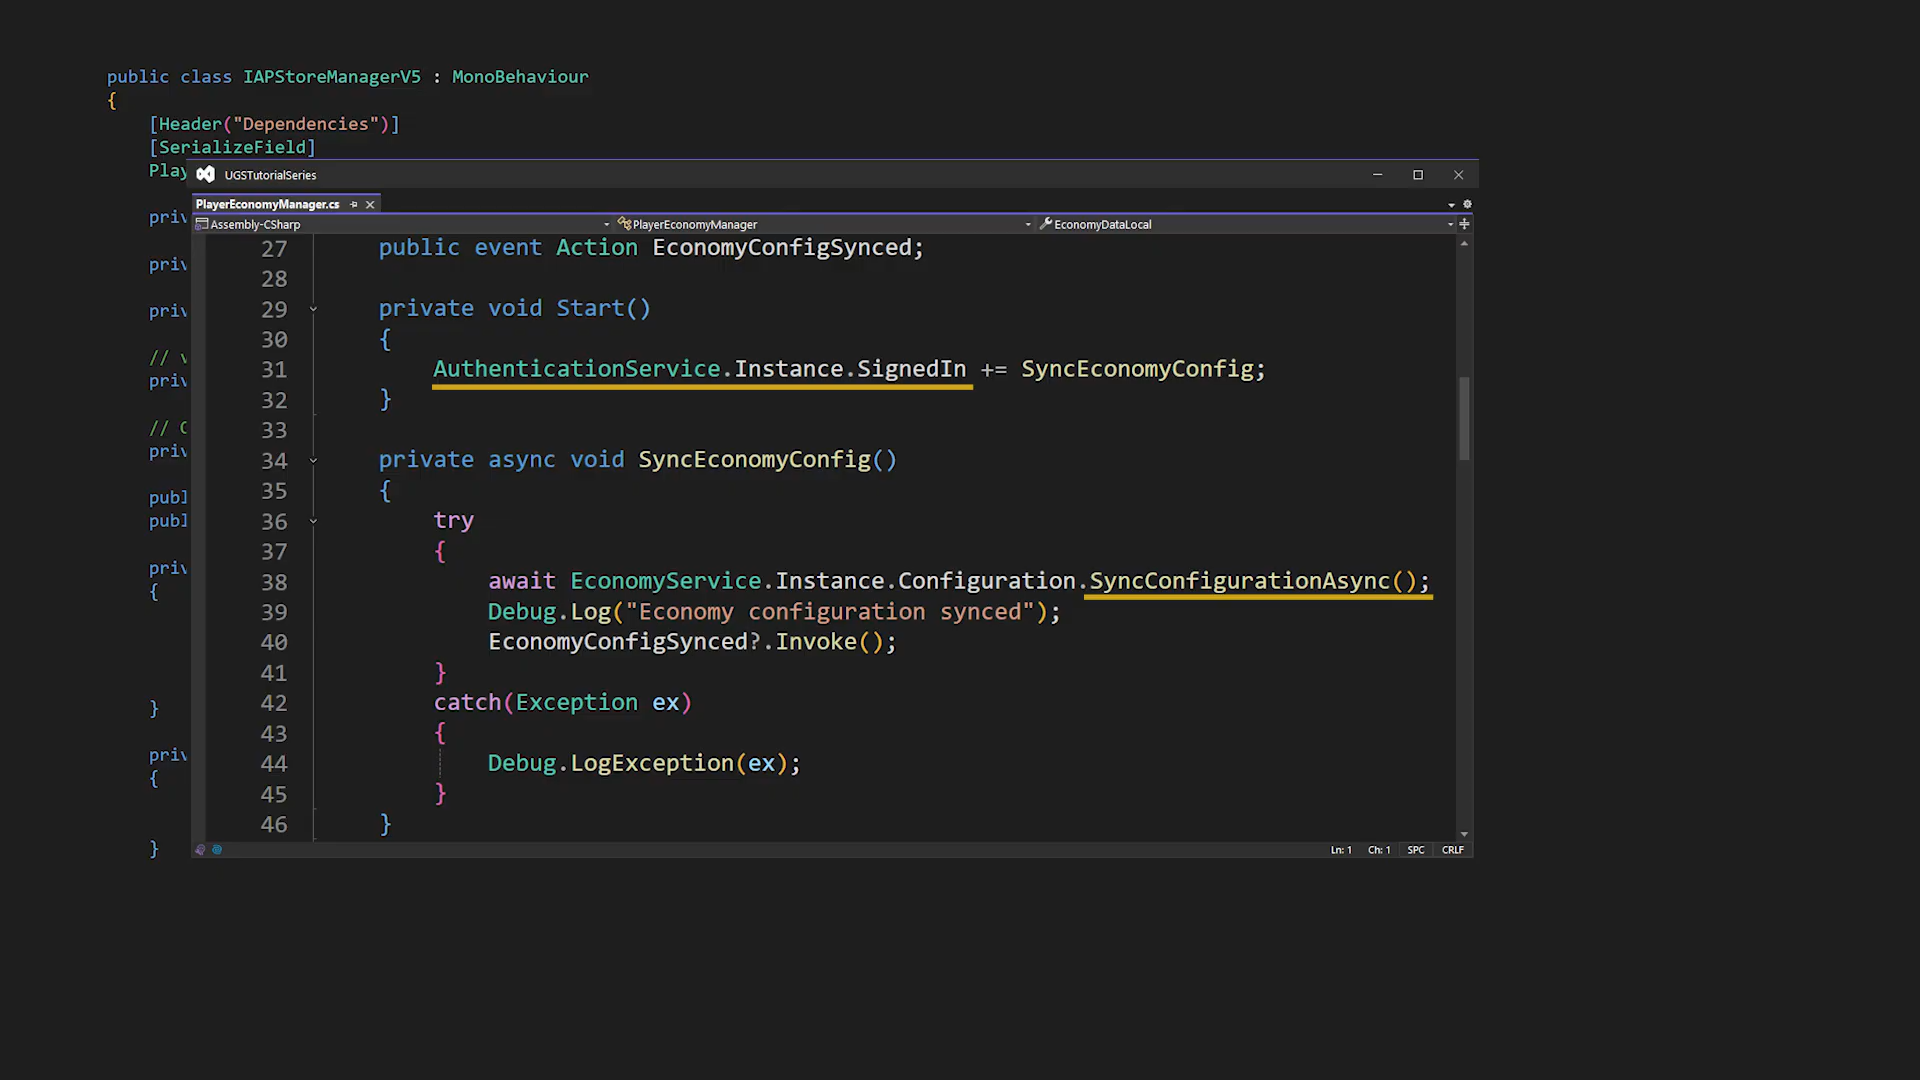 public class IAPStoreManagerV5 : MonoBehaviour
{
[Header("Dependencies")]
[SerializeField]
UGSTutorialSeries
PlayerEconomyManager.cs
Assembly-CSharp PlayerEconomyManager EconomyDataLocal
27 public event Action EconomyConfigSynced;
28
29 private void Start()
30 {
31 AuthenticationService.Instance.SignedIn += SyncEconomyConfig;
32 }
33
34 private async void SyncEconomyConfig()
35 {
36 try
37 {
38 await EconomyService.Instance.Configuration.SyncConfigurationAsync();
39 Debug.Log("Economy configuration synced");
40 EconomyConfigSynced?.Invoke();
41 }
42 catch(Exception ex)
43 {
44 Debug.LogException(ex);
45 }
46 }
}
Ln: 1 Ch: 1 SPC CRLF